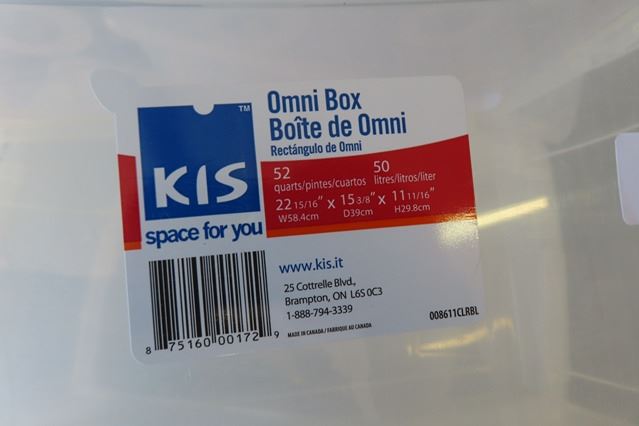 KIS
TM
space for you
Omni Box
Boîte de Omni
Rectángulo de Omni
52 50
quarts/pintes/cuartos litres/litros/liter
22 15/16" x 15 3/8" x 11 11/16"
W58.4cm D39cm H29.8cm
www.kis.it
25 Cottrelle Blvd.,
Brampton, ON L6S 0C3
1-888-794-3339
MADE IN CANADA / FABRIQUE AU CANADA
008611CLRBL
8 75160 00172 9